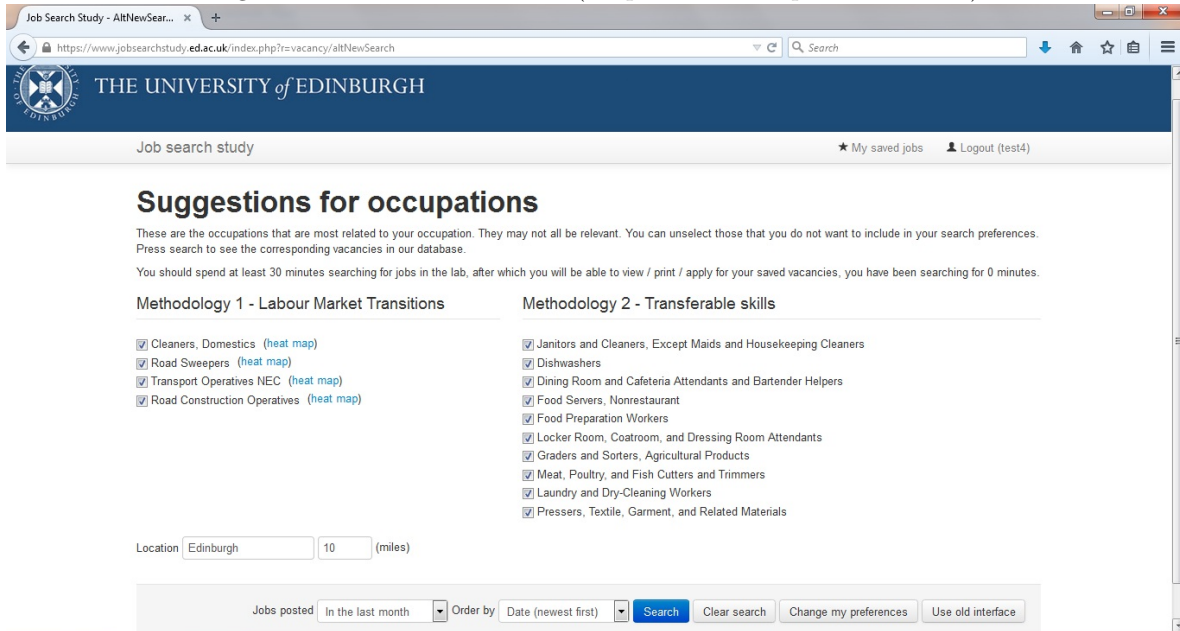 Job Search Study - AltNewSear... × +
https://www.jobsearchstudy.ed.ac.uk/index.php?r=vacancy/altNewSearch Search
THE UNIVERSITY of EDINBURGH
Job search study My saved jobs Logout (test4)
Suggestions for occupations
These are the occupations that are most related to your occupation. They may not all be relevant. You can unselect those that you do not want to include in your search preferences.
Press search to see the corresponding vacancies in our database.
You should spend at least 30 minutes searching for jobs in the lab, after which you will be able to view / print / apply for your saved vacancies, you have been searching for 0 minutes.
Methodology 1 - Labour Market Transitions
Cleaners, Domestics (heat map)
Road Sweepers (heat map)
Transport Operatives NEC (heat map)
Road Construction Operatives (heat map)
Methodology 2 - Transferable skills
Janitors and Cleaners, Except Maids and Housekeeping Cleaners
Dishwashers
Dining Room and Cafeteria Attendants and Bartender Helpers
Food Servers, Nonrestaurant
Food Preparation Workers
Locker Room, Coatroom, and Dressing Room Attendants
Graders and Sorters, Agricultural Products
Meat, Poultry, and Fish Cutters and Trimmers
Laundry and Dry-Cleaning Workers
Pressers, Textile, Garment, and Related Materials
Location Edinburgh 10 (miles)
Jobs posted In the last month Order by Date (newest first) Search Clear search Change my preferences Use old interface